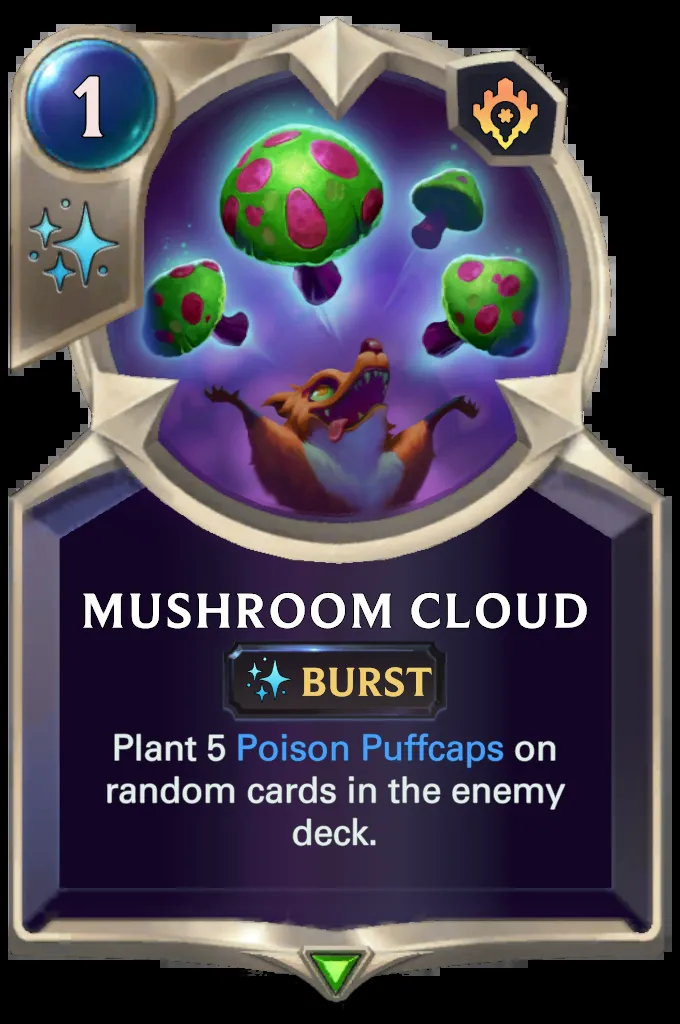 1
MUSHROOM CLOUD
BURST
Plant 5 Poison Puffcaps on
random cards in the enemy
deck.